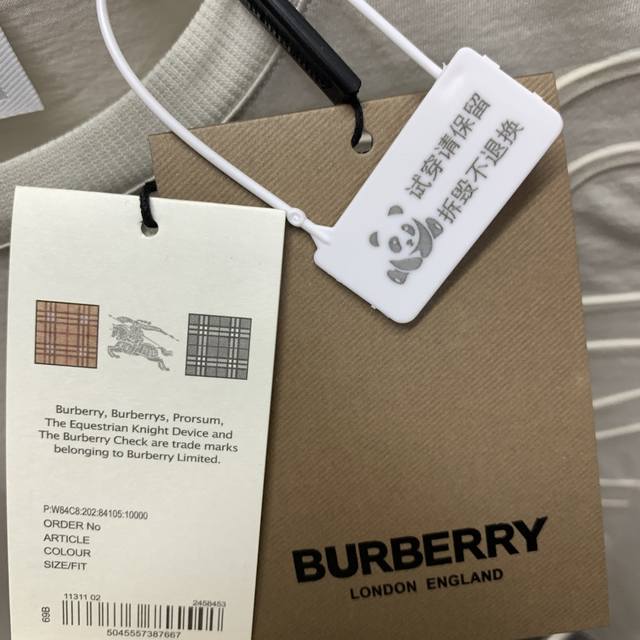 试穿请保留
拆毁不退换
Burberry, Burberrys, Prorsum,
The Equestrian Knight Device and
The Burberry Check are trade marks
belonging to Burberry Limited.
P:W84C8:202:84105:10000
ORDER No
ARTICLE
COLOUR
SIZE/FIT
11311 02
2458453
69B
5045557387667
BURBERRY
LONDON ENGLAND